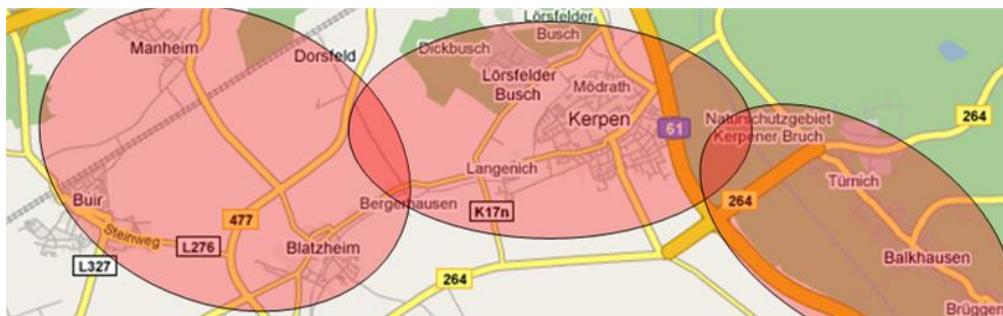 Manheim
Dorsfeld
Buir
Steinweg
L276
L327
477
Blatzheim
Bergerhausen
Lörsfelder
Busch
Dickbusch
Lörsfelder
Busch
Mödrath
Kerpen
61
Langenich
K17n
264
Naturschutzgebiet
Kerpener Bruch
264
264
Türnich
Balkhausen
Brüggen